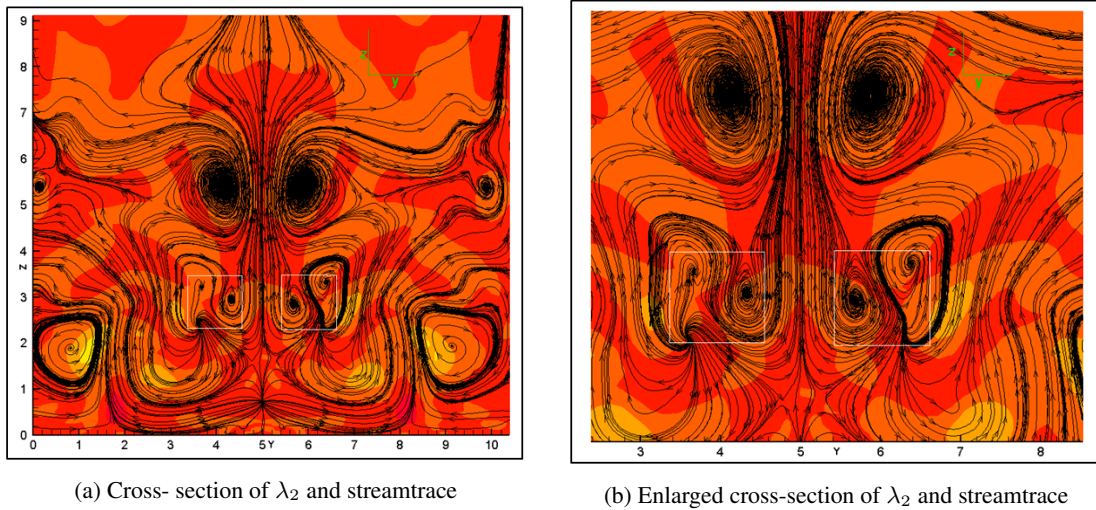 9
8
7
6
5
4
Z
3
2
1
0
z
y
0 1 2 3 4 5 Y 6 7 8 9 10
z
y
3 4 5 Y 6 7 8
(a) Cross- section of λ₂ and streamtrace
(b) Enlarged cross-section of λ₂ and streamtrace